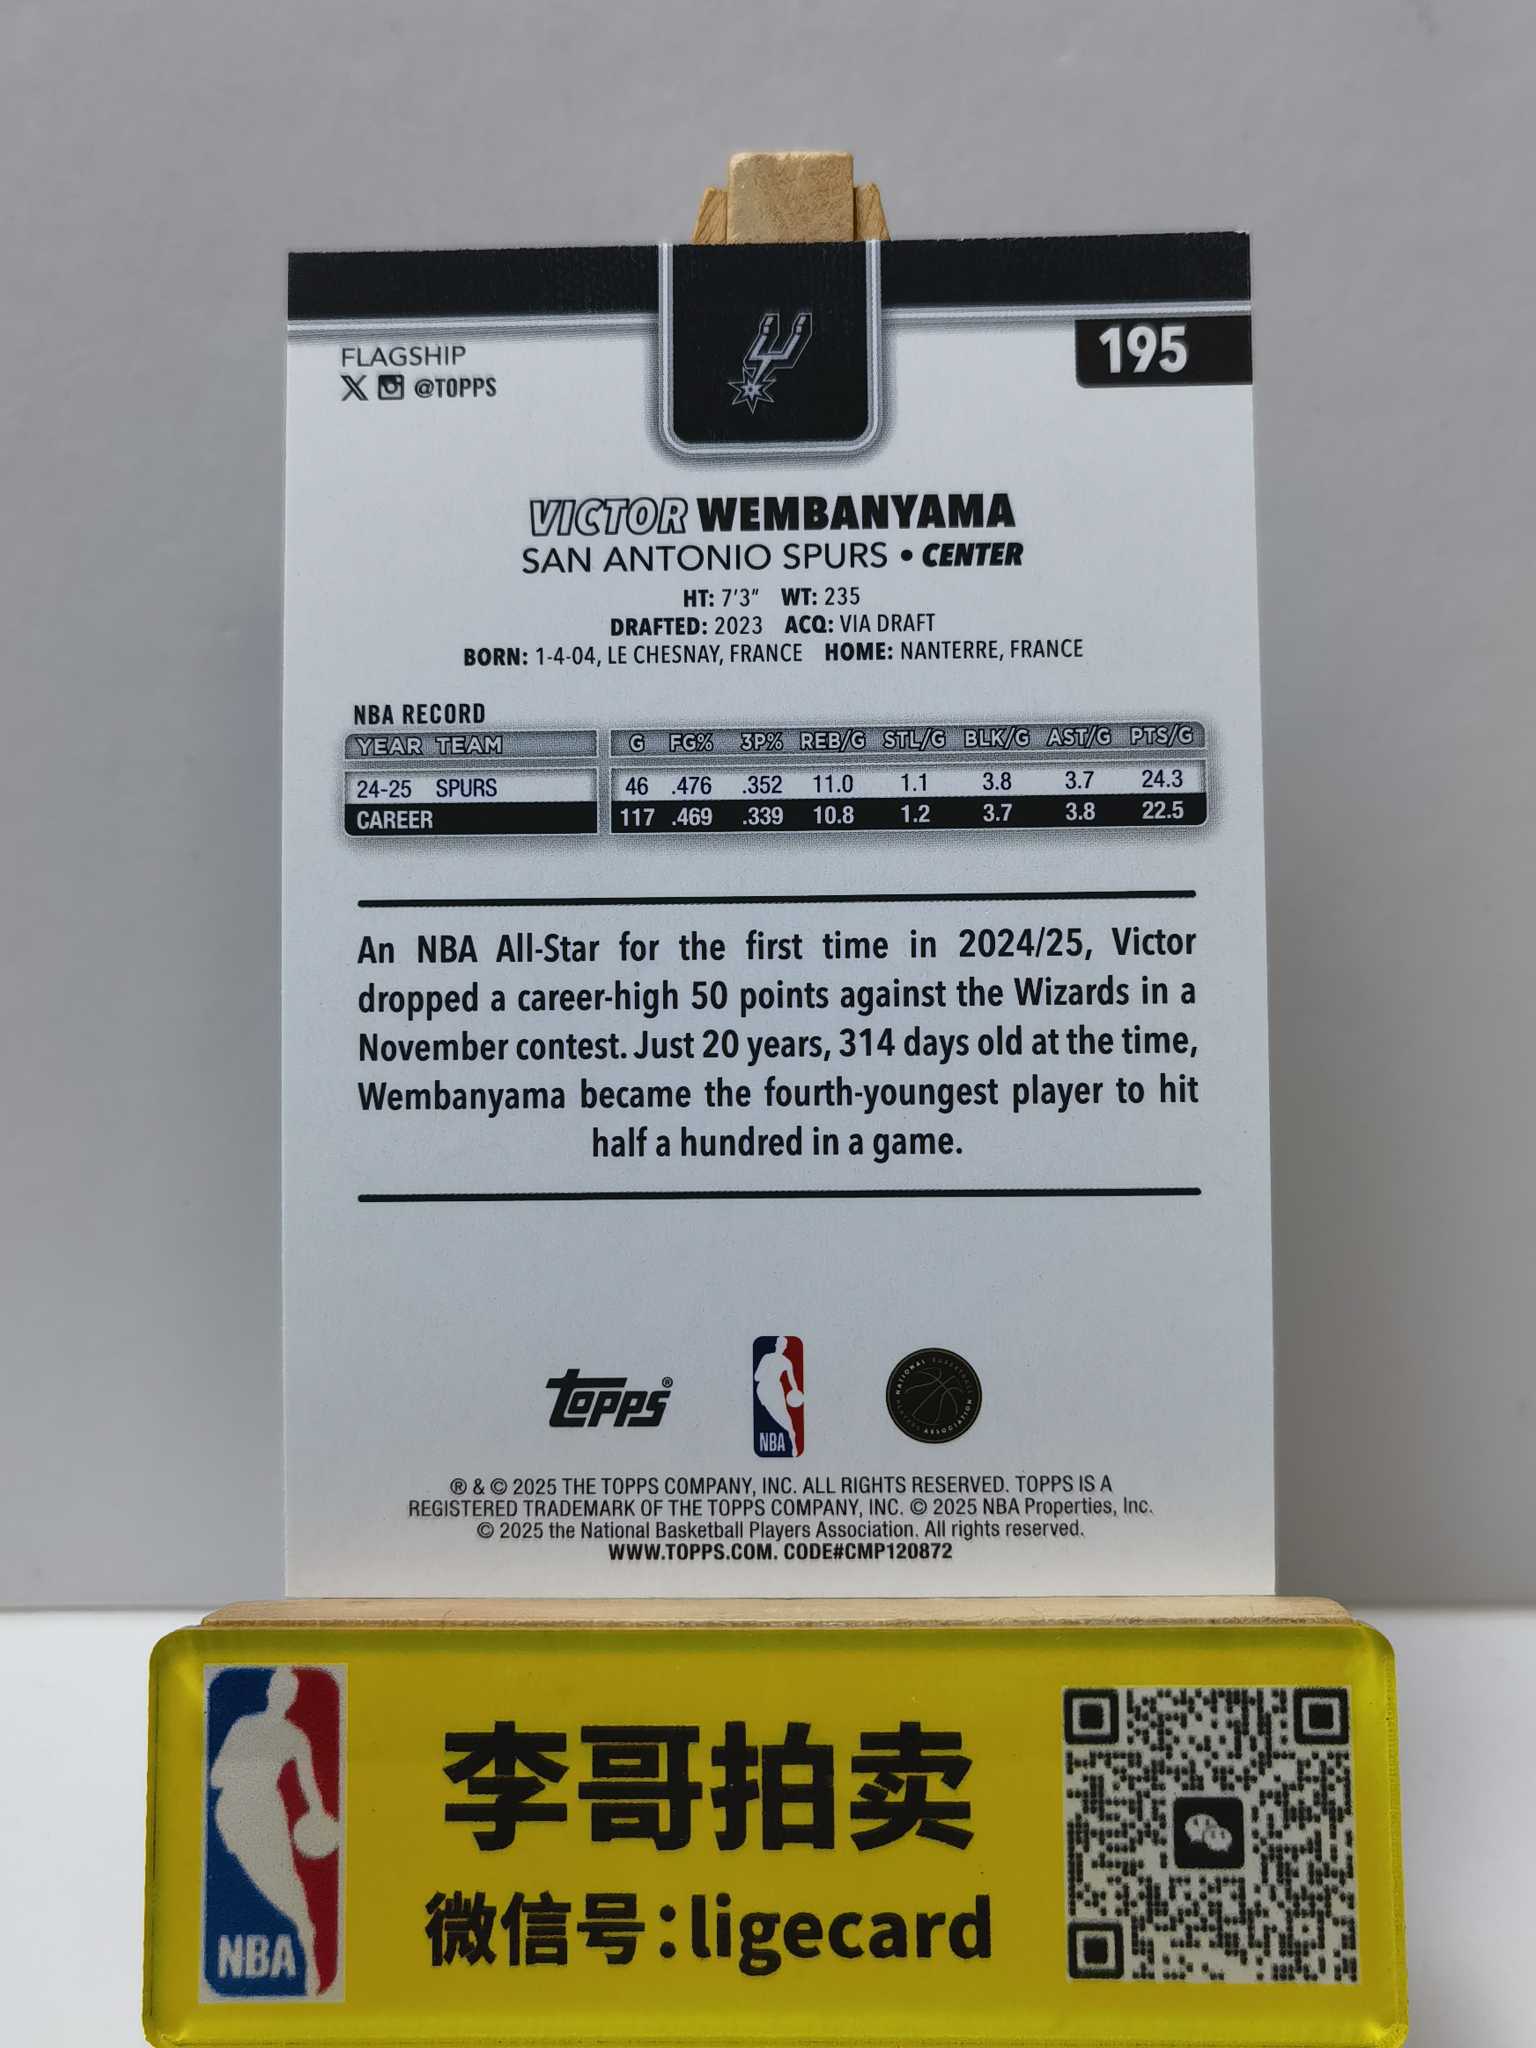 195
FLAGSHIP
@TOPPS
VICTOR WEMBANYAMA
SAN ANTONIO SPURS • CENTER
HT: 7'3" WT: 235
DRAFTED: 2023 ACQ: VIA DRAFT
BORN: 1-4-04, LE CHESNAY, FRANCE HOME: NANTERRE, FRANCE
NBA RECORD
YEAR TEAM G FG% 3P% REB/G STL/G BLK/G AST/G PTS/G
24-25 SPURS 46 .476 .352 11.0 1.1 3.8 3.7 24.3
CAREER 117 .469 .339 10.8 1.2 3.7 3.8 22.5
An NBA All-Star for the first time in 2024/25, Victor
dropped a career-high 50 points against the Wizards in a
November contest. Just 20 years, 314 days old at the time,
Wembanyama became the fourth-youngest player to hit
half a hundred in a game.
Topps®
NBA
NATIONAL BASKETBALL PLAYERS ASSOCIATION
® & © 2025 THE TOPPS COMPANY, INC. ALL RIGHTS RESERVED. TOPPS IS A
REGISTERED TRADEMARK OF THE TOPPS COMPANY, INC. © 2025 NBA Properties, Inc.
© 2025 the National Basketball Players Association. All rights reserved.
WWW.TOPPS.COM. CODE#CMP120872
李哥拍卖
微信号:ligecard
NBA